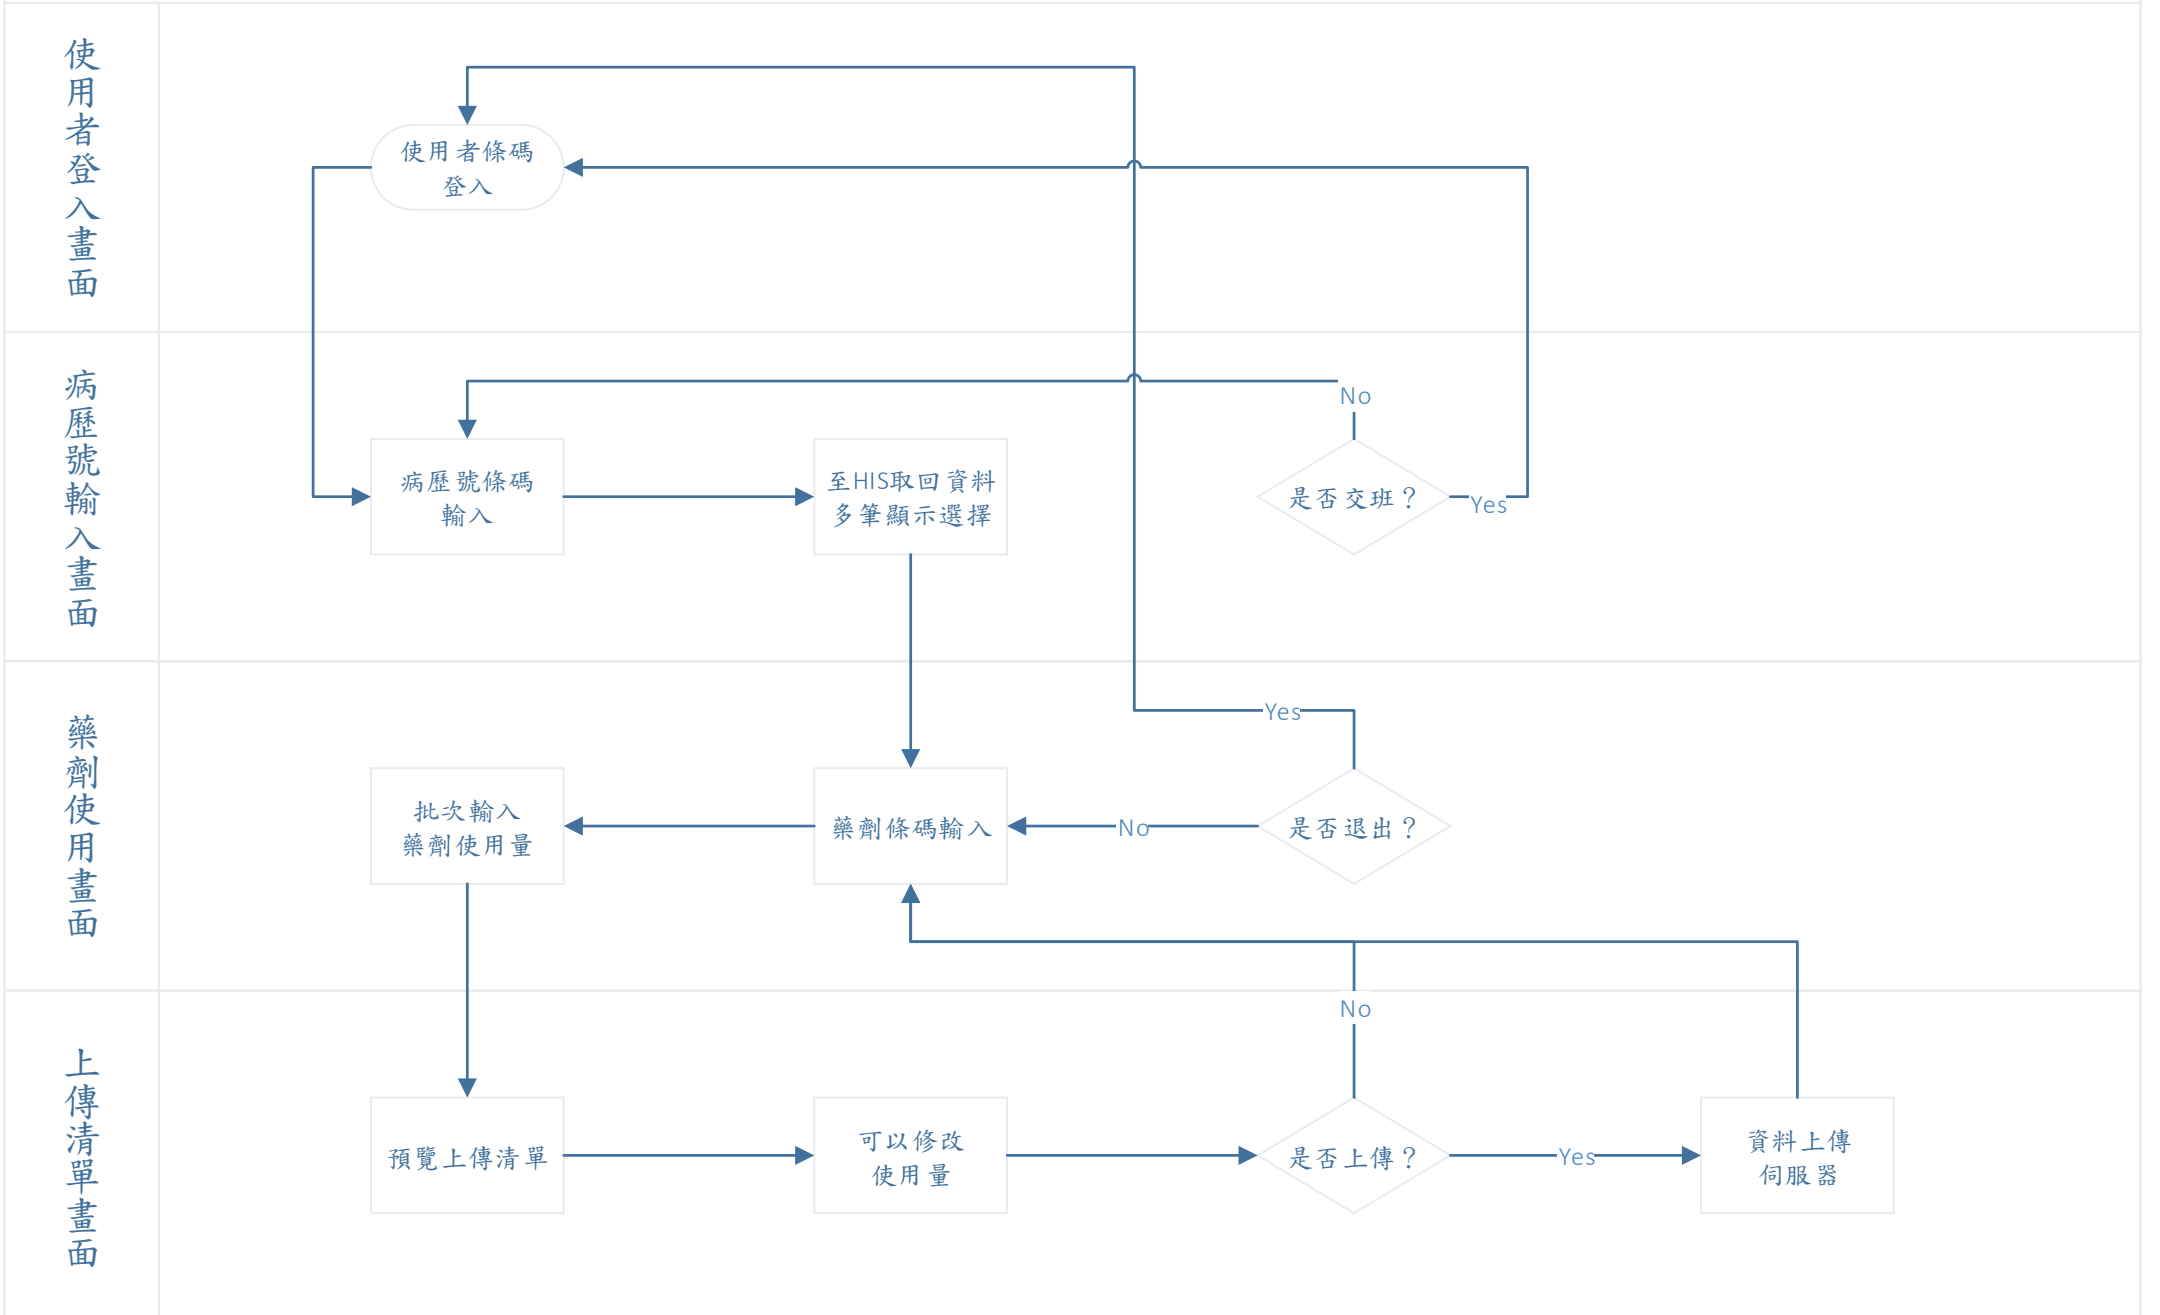 使用者登入畫面
使用者條碼
登入
病歷號輸入畫面
No
病歷號條碼
輸入
至HIS取回資料
多筆顯示選擇
是否交班？
Yes
藥劑使用畫面
Yes
批次輸入
藥劑使用量
藥劑條碼輸入
No
是否退出？
上傳清單畫面
No
預覽上傳清單
可以修改
使用量
是否上傳？
Yes
資料上傳
伺服器